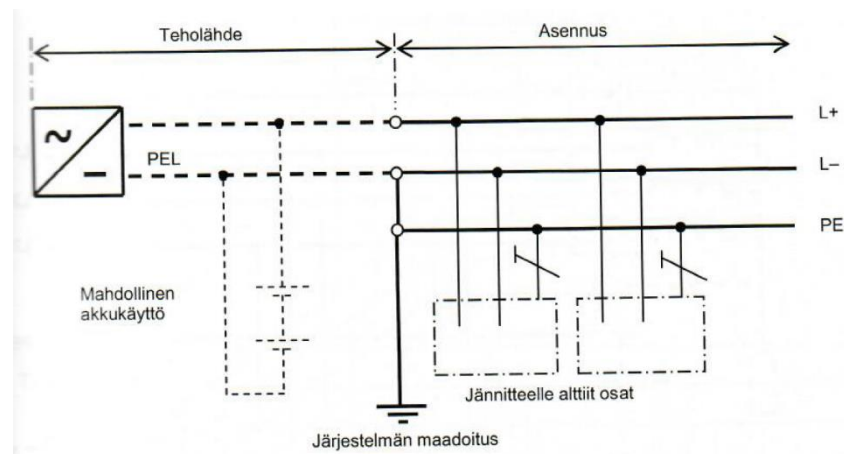 Teholähde
Asennus
L+
PEL
L–
PE
Mahdollinen
akkukäyttö
Jännitteelle alttiit osat
Järjestelmän maadoitus